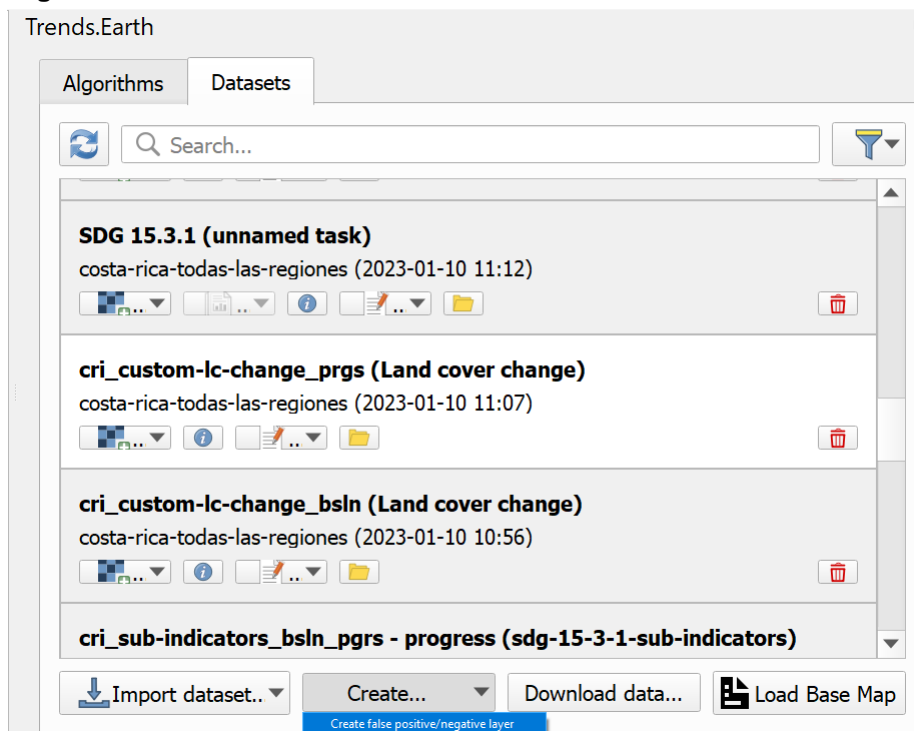 Trends.Earth
Algorithms
Datasets
Search...
SDG 15.3.1 (unnamed task)
costa-rica-todas-las-regiones (2023-01-10 11:12)
cri_custom-lc-change_prgs (Land cover change)
costa-rica-todas-las-regiones (2023-01-10 11:07)
cri_custom-lc-change_bsln (Land cover change)
costa-rica-todas-las-regiones (2023-01-10 10:56)
cri_sub-indicators_bsln_pgrs - progress (sdg-15-3-1-sub-indicators)
Import dataset..
Create...
Download data...
Load Base Map
Create false positive/negative layer